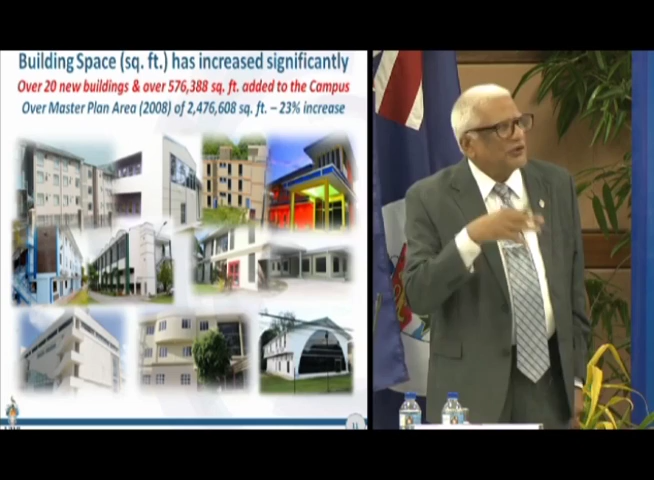 Building Space (sq. ft.) has increased significantly
Over 20 new buildings & over 576,388 sq. ft. added to the Campus
Over Master Plan Area (2008) of 2,476,608 sq. ft. – 23% increase